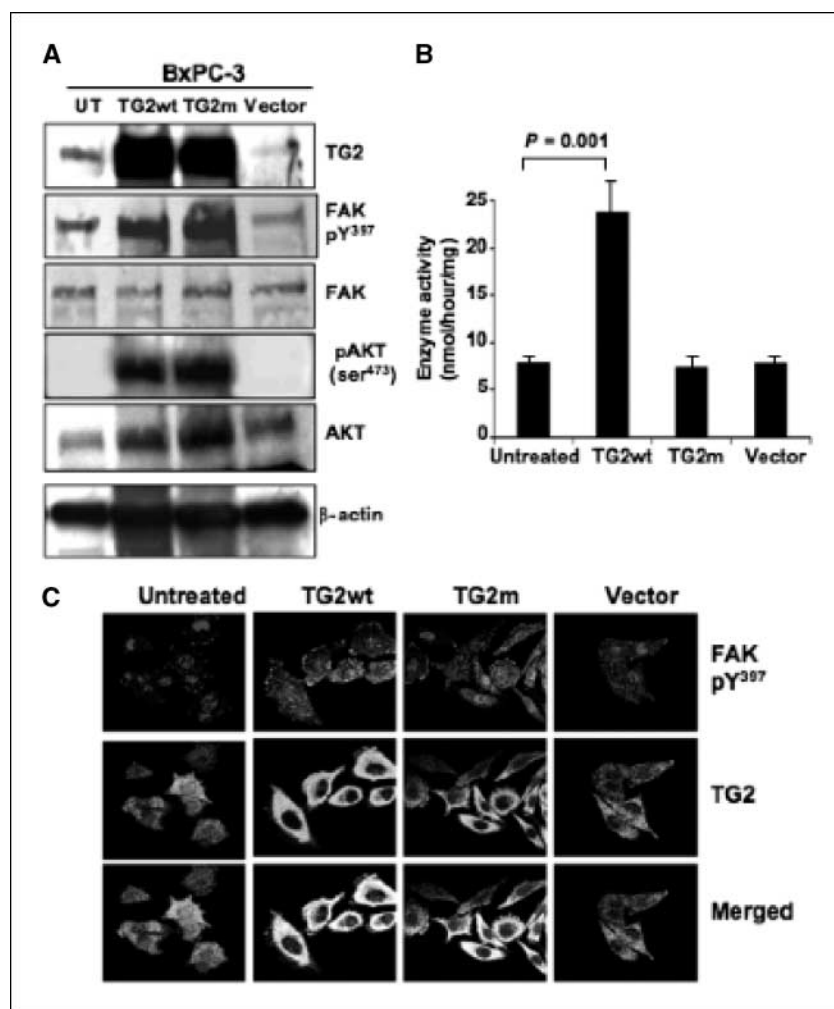 A
BxPC-3
UT TG2wt TG2m Vector
TG2
FAK
pY³⁹⁷
FAK
pAKT
(ser⁴⁷³)
AKT
β-actin
B
P = 0.001
Enzyme activity
(nmol/hour/mg)
25
20
15
10
5
0
Untreated TG2wt TG2m Vector
C
Untreated TG2wt TG2m Vector
FAK
pY³⁹⁷
TG2
Merged